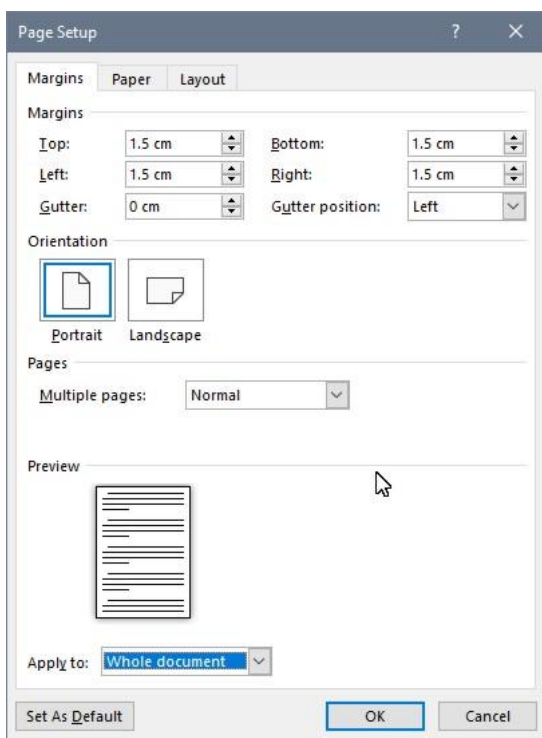 Page Setup ? ×
Margins Paper Layout
Margins
Top: 1.5 cm Bottom: 1.5 cm
Left: 1.5 cm Right: 1.5 cm
Gutter: 0 cm Gutter position: Left
Orientation
Portrait Landscape
Pages
Multiple pages: Normal
Preview
Apply to: Whole document
Set As Default OK Cancel